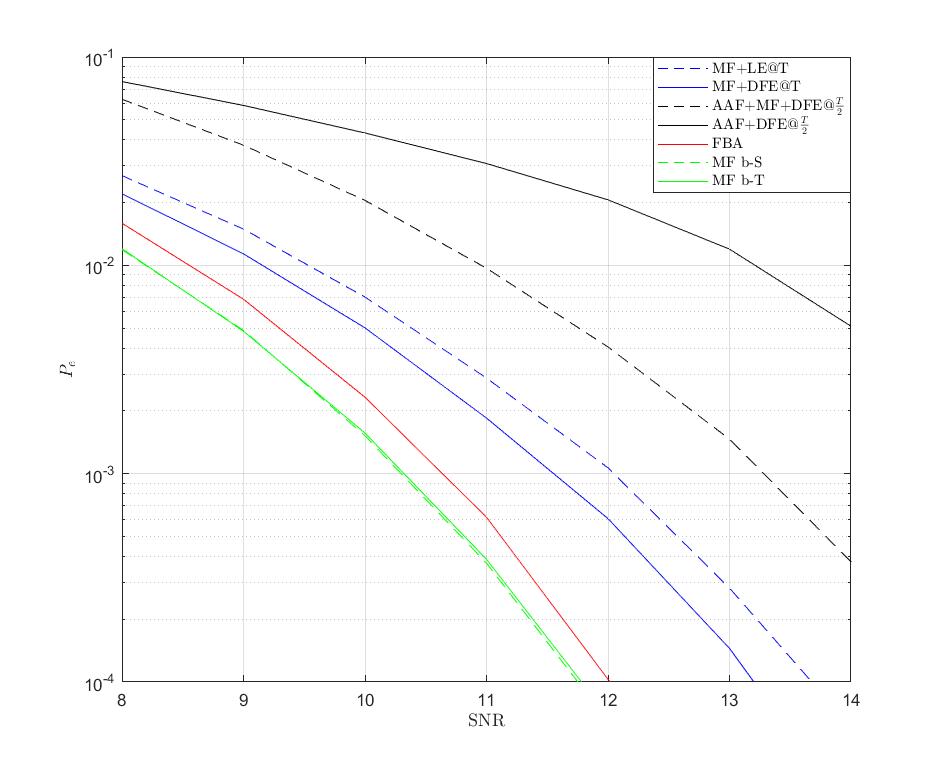 10^-1
10^-2
10^-3
10^-4
P_e
8 9 10 11 12 13 14
SNR
MF+LE@T
MF+DFE@T
AAF+MF+DFE@T/2
AAF+DFE@T/2
FBA
MF b-S
MF b-T